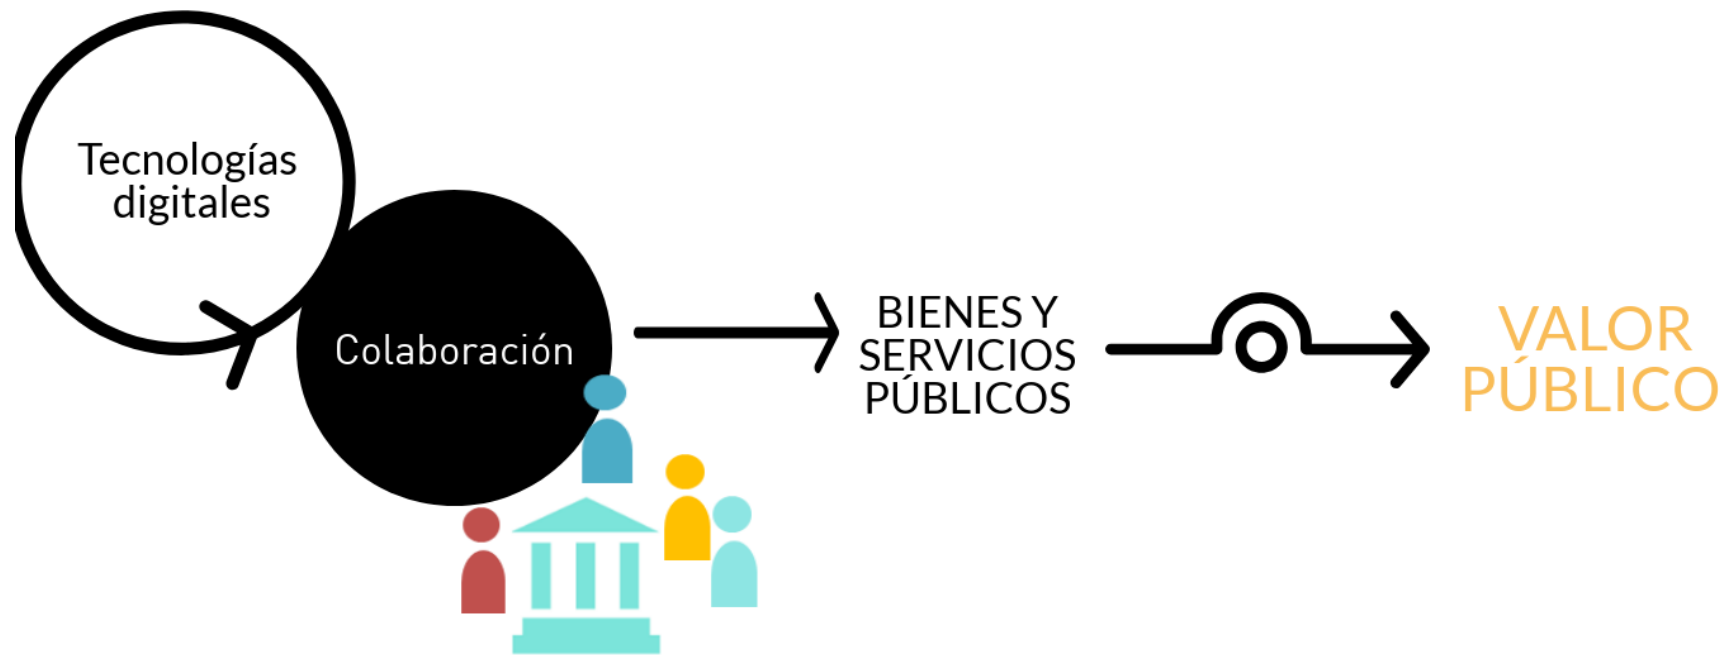 Tecnologías
digitales
Colaboración
BIENES Y
SERVICIOS
PÚBLICOS
VALOR
PÚBLICO